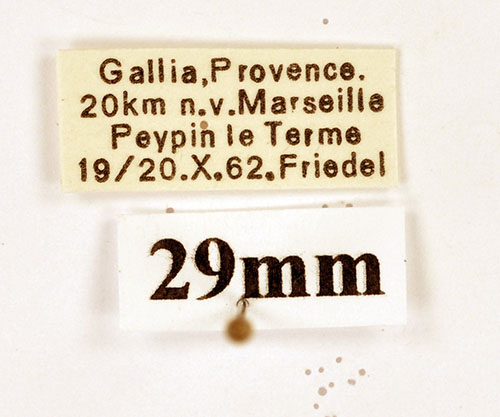 Gallia,Provence.
20km n.v.Marseille
Peypin le Terme
19/20.X.62.Friedel
29mm